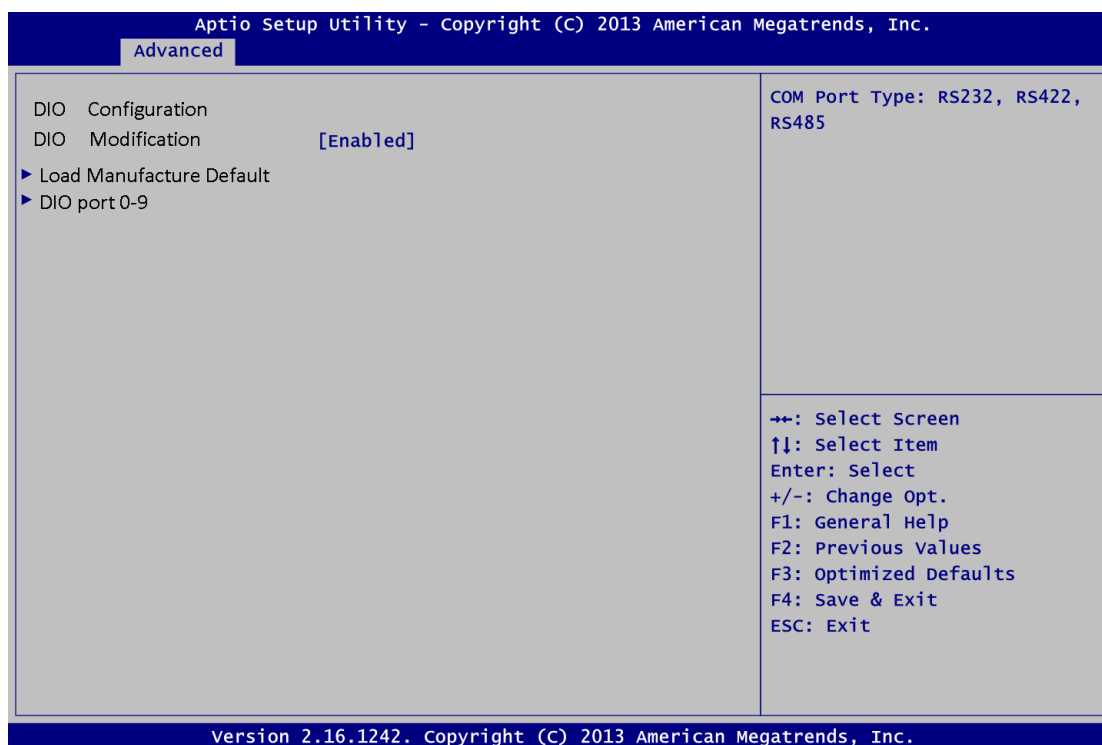 Aptio Setup Utility - Copyright (C) 2013 American Megatrends, Inc.
Advanced
DIO Configuration
DIO Modification [Enabled]
► Load Manufacture Default
► DIO port 0-9
COM Port Type: RS232, RS422,
RS485
→←: Select Screen
↑↓: Select Item
Enter: Select
+/-: Change Opt.
F1: General Help
F2: Previous Values
F3: Optimized Defaults
F4: Save & Exit
ESC: Exit
Version 2.16.1242. Copyright (C) 2013 American Megatrends, Inc.